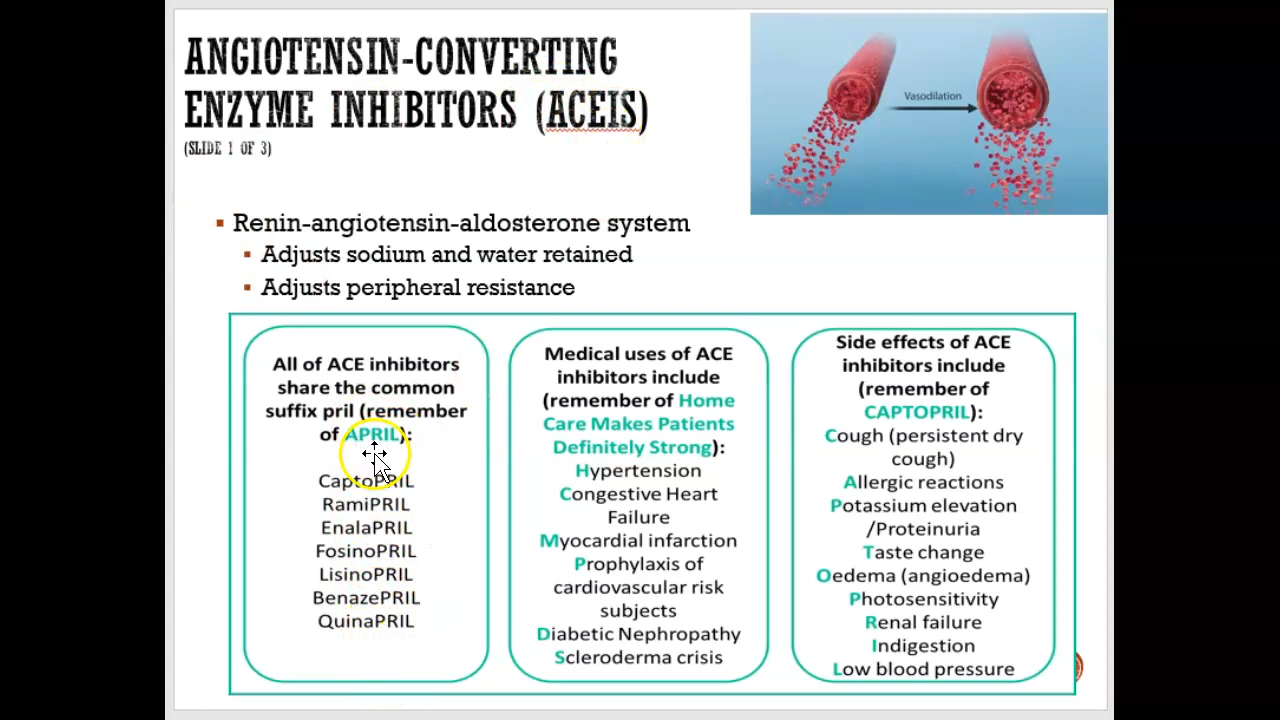 ANGIOTENSIN-CONVERTING
ENZYME INHIBITORS (ACEIS)
(SLIDE 1 OF 3)
Vasodilation
▪ Renin-angiotensin-aldosterone system
▪ Adjusts sodium and water retained
▪ Adjusts peripheral resistance
All of ACE inhibitors
share the common
suffix pril (remember
of APRIL):
CaptoPRIL
RamiPRIL
EnalaPRIL
FosinoPRIL
LisinoPRIL
BenazePRIL
QuinaPRIL
Medical uses of ACE
inhibitors include
(remember of Home
Care Makes Patients
Definitely Strong):
Hypertension
Congestive Heart
Failure
Myocardial infarction
Prophylaxis of
cardiovascular risk
subjects
Diabetic Nephropathy
Scleroderma crisis
Side effects of ACE
inhibitors include
(remember of
CAPTOPRIL):
Cough (persistent dry
cough)
Allergic reactions
Potassium elevation
/Proteinuria
Taste change
Oedema (angioedema)
Photosensitivity
Renal failure
Indigestion
Low blood pressure